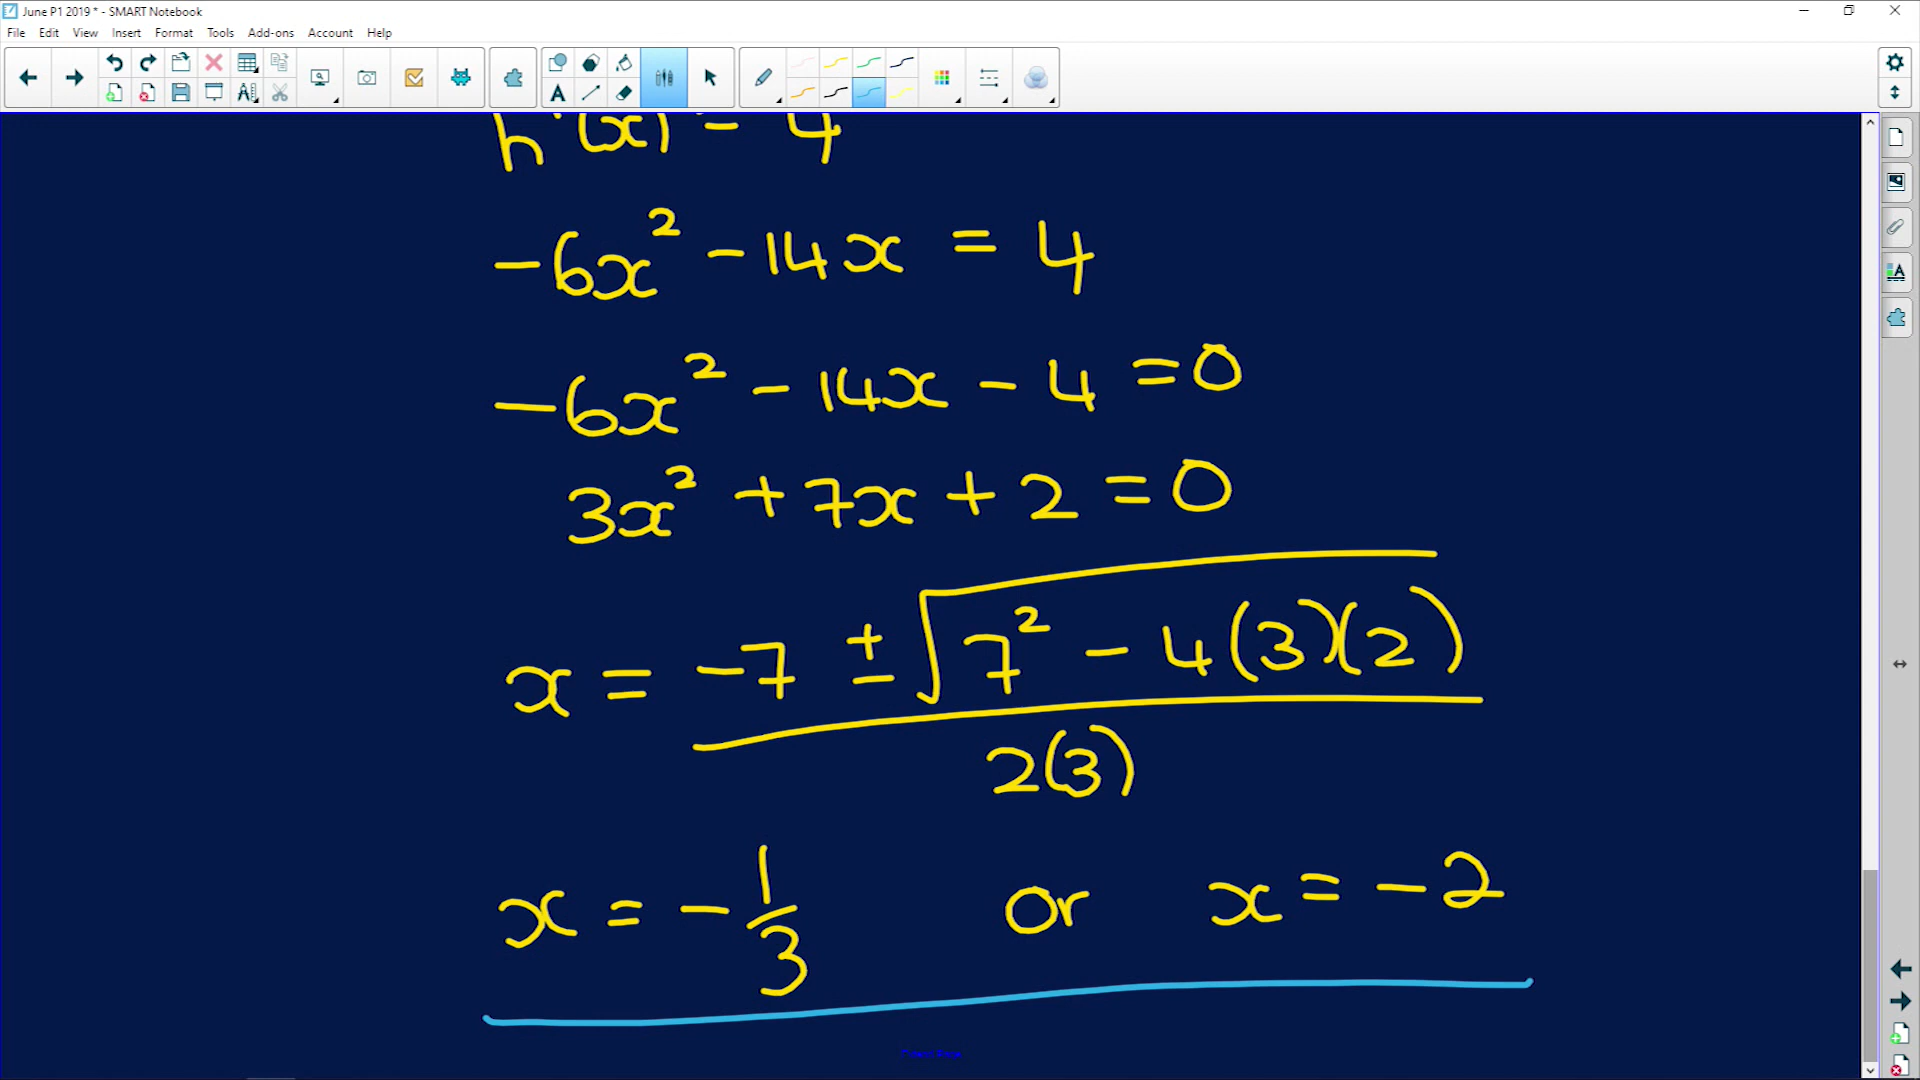 June P1 2019 * - SMART Notebook
File Edit View Insert Format Tools Add-ons Account Help
h'(x) = 4
-6x² - 14x = 4
-6x² - 14x - 4 = 0
3x² + 7x + 2 = 0
x = (-7 ± √(7² - 4(3)(2))) / 2(3)
x = -1/3 or x = -2